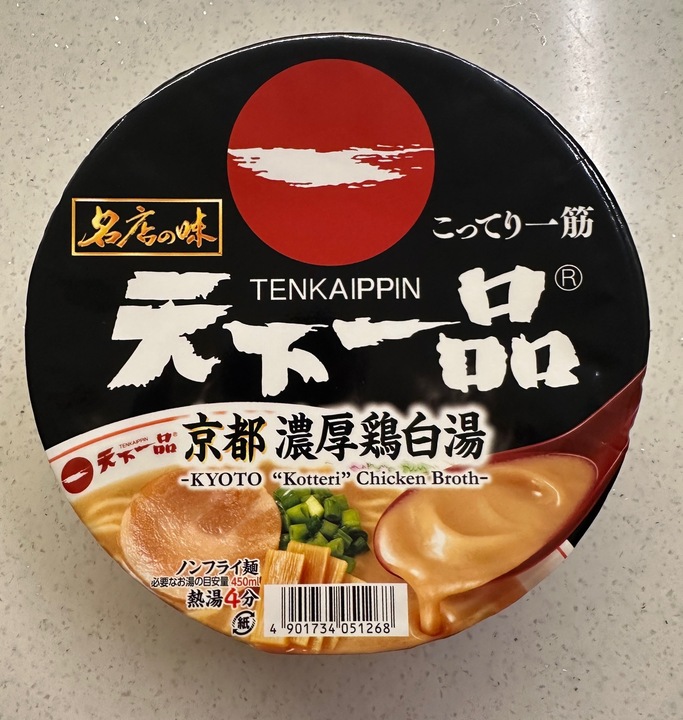 名店の味
こってり一筋
TENKAIPPIN
天下一品®
TENKAIPPIN
天下一品®
京都 濃厚鶏白湯
-KYOTO “Kotteri” Chicken Broth-
ノンフライ麺
必要なお湯の目安量 450ml
熱湯4分
紙
4 901734 051268